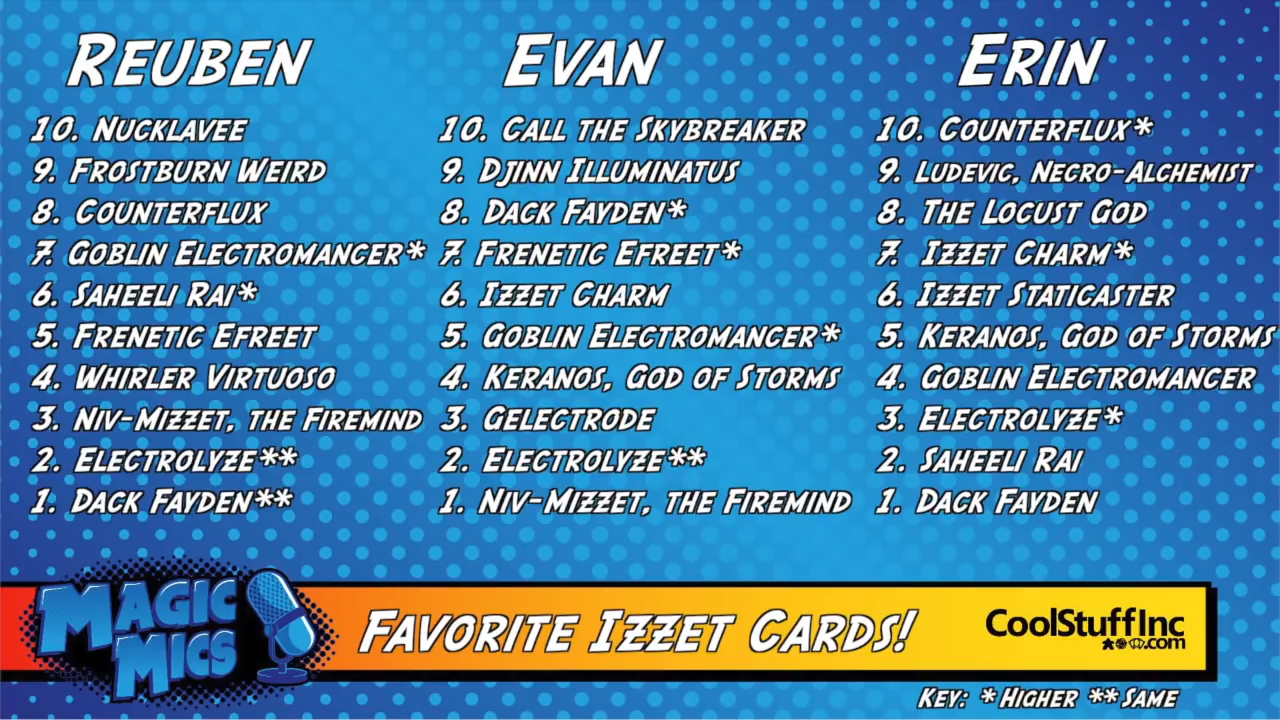 Reuben
10. Nucklavee
9. Frostburn Weird
8. Counterflux
7. Goblin Electromancer*
6. Saheeli Rai*
5. Frenetic Efreet
4. Whirler Virtuoso
3. Niv-Mizzet, the Firemind
2. Electrolyze**
1. Dack Fayden**
Evan
10. Call the Skybreaker
9. Djinn Illuminatus
8. Dack Fayden*
7. Frenetic Efreet*
6. Izzet Charm
5. Goblin Electromancer*
4. Keranos, God of Storms
3. Gelectrode
2. Electrolyze**
1. Niv-Mizzet, the Firemind
Erin
10. Counterflux*
9. Ludevic, Necro-Alchemist
8. The Locust God
7. Izzet Charm*
6. Izzet Staticaster
5. Keranos, God of Storms
4. Goblin Electromancer
3. Electrolyze*
2. Saheeli Rai
1. Dack Fayden
Magic
Mics
Favorite Izzet Cards!
CoolStuffInc
.com
Key: *Higher **Same